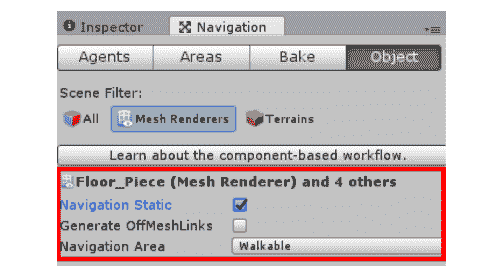 Inspector Navigation
Agents Areas Bake Object
Scene Filter:
All Mesh Renderers Terrains
Learn about the component-based workflow.
Floor_Piece (Mesh Renderer) and 4 others
Navigation Static
Generate OffMeshLinks
Navigation Area Walkable